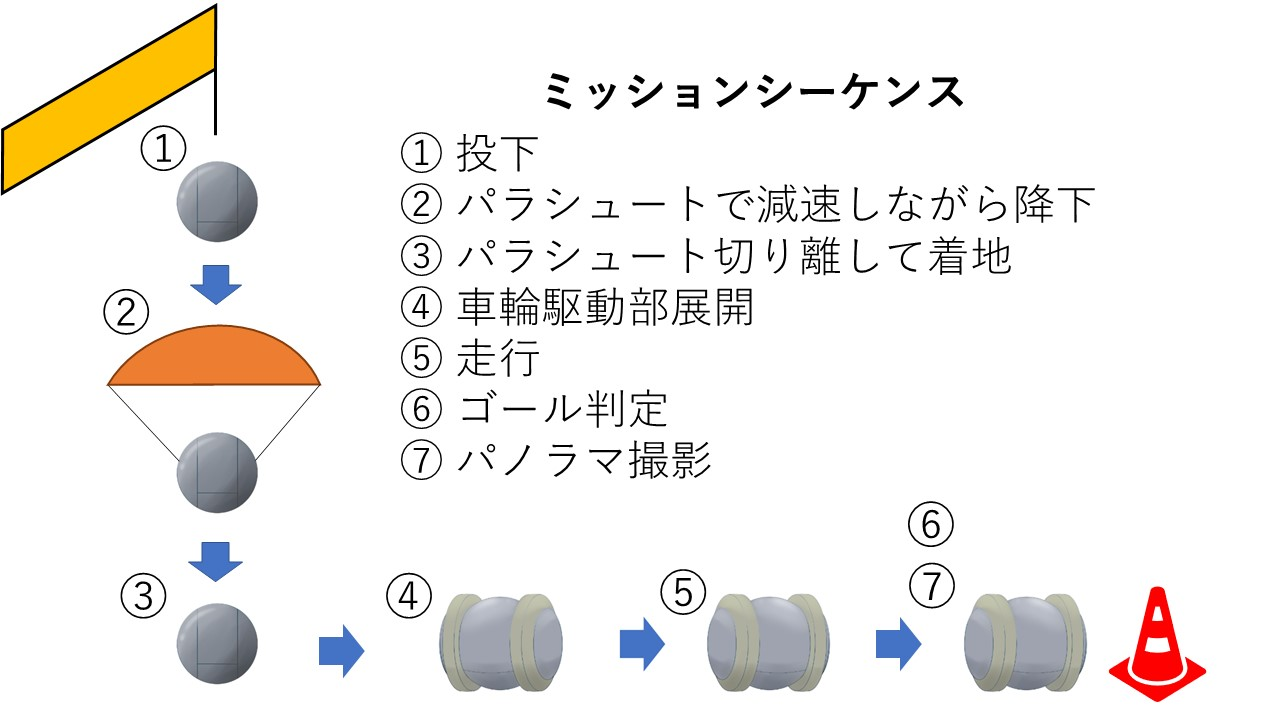 ミッションシーケンス
① 投下
② パラシュートで減速しながら降下
③ パラシュート切り離して着地
④ 車輪駆動部展開
⑤ 走行
⑥ ゴール判定
⑦ パノラマ撮影
①
②
③
④
⑤
⑥
⑦